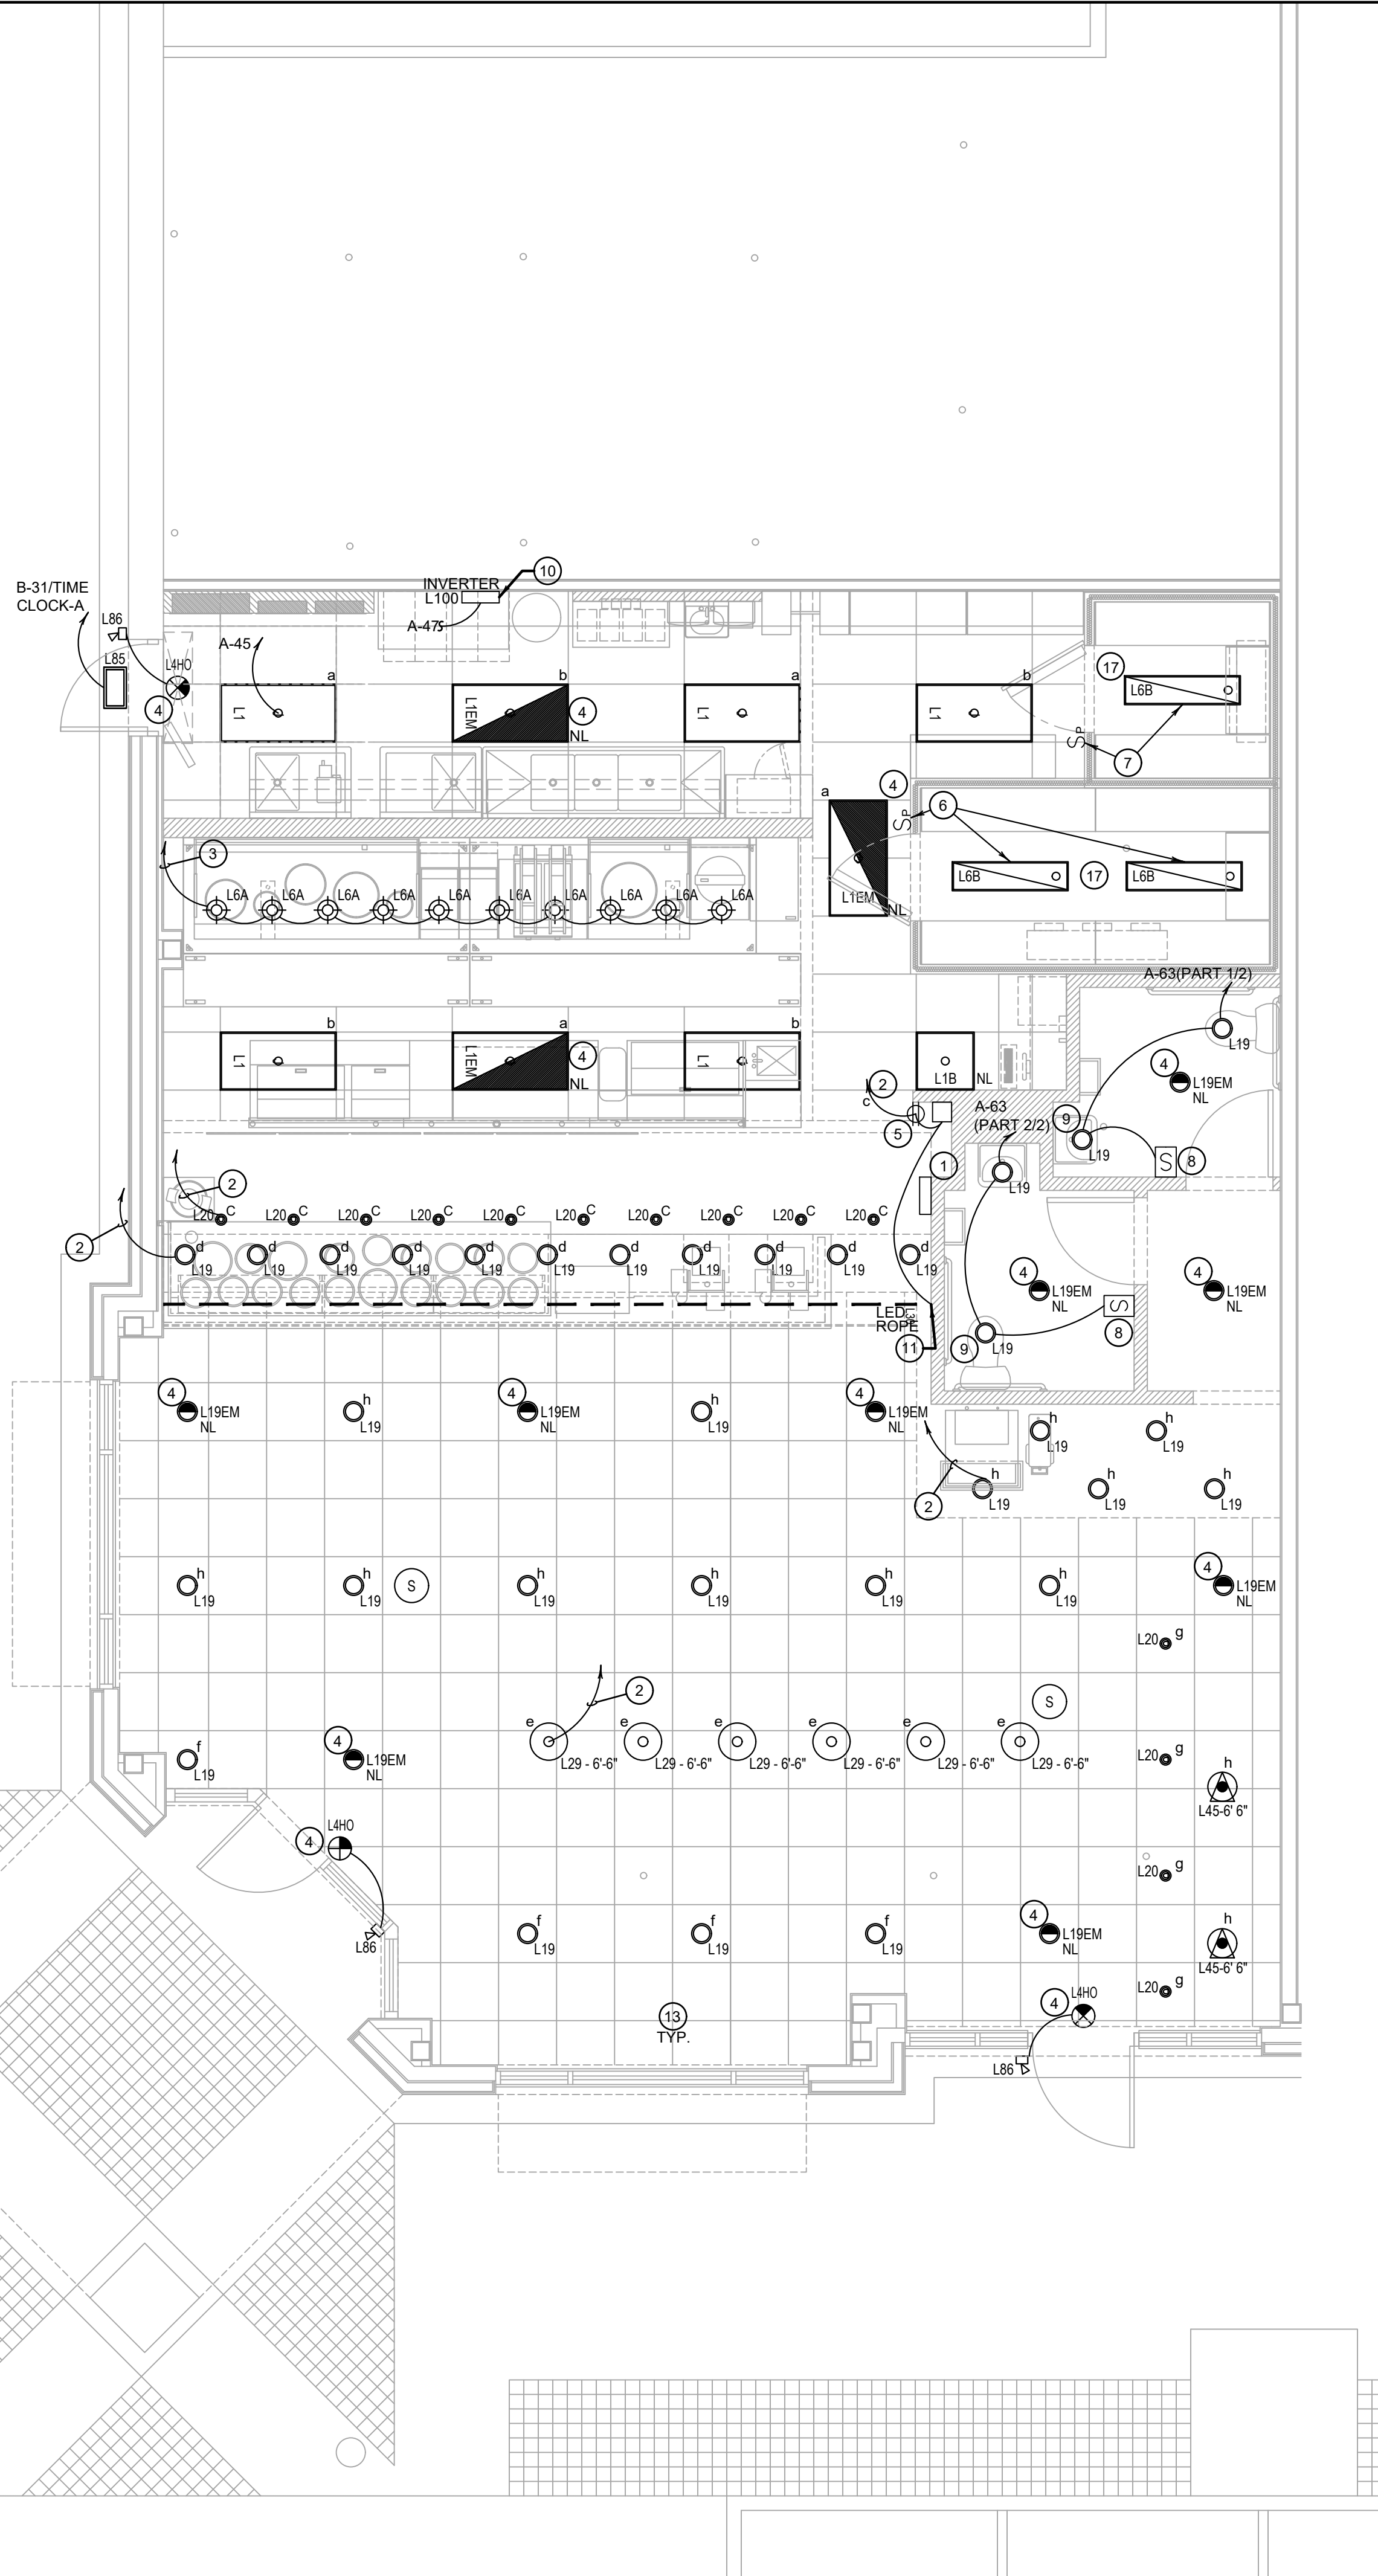 B-31/TIME
CLOCK-A
L86
L85
L4HO
4
INVERTER
L100
10
A-47
A-45
a
L1
b
L1EM
4
NL
a
L1
b
L1
17
L6B
SP
7
3
a
4
L1EM
NL
SP
6
L6B
17
L6B
L6A
L6A
L6A
L6A
L6A
L6A
L6A
L6A
L6A
L6A
b
L1
a
L1EM
4
NL
b
L1
L1B
NL
A-63(PART 1/2)
L19
4
L19EM
NL
2
c
5
A-63
(PART 2/2)
9
L19
S
8
1
L19
2
2
L20
C
L20
C
L20
C
L20
C
L20
C
L20
C
L20
C
L20
C
L20
C
L20
C
d
L19
d
L19
d
L19
d
L19
d
L19
d
L19
d
L19
d
L19
d
L19
d
L19
d
L19
4
L19EM
NL
4
L19EM
NL
S
8
LED
ROPE
11
9
L19
4
L19EM
NL
h
L19
4
L19EM
NL
h
L19
4
L19EM
NL
h
L19
h
L19
2
h
L19
h
L19
h
L19
h
L19
h
L19
S
h
L19
h
L19
h
L19
h
L19
4
L19EM
NL
L20
g
2
S
f
L19
4
L19EM
NL
e
L29 - 6'-6"
e
L29 - 6'-6"
e
L29 - 6'-6"
e
L29 - 6'-6"
e
L29 - 6'-6"
e
L29 - 6'-6"
L20
g
h
L45-6' 6"
4
L4HO
L20
g
L86
f
L19
f
L19
f
L19
4
L19EM
NL
h
L45-6' 6"
L20
g
13
TYP.
4
L4HO
L86